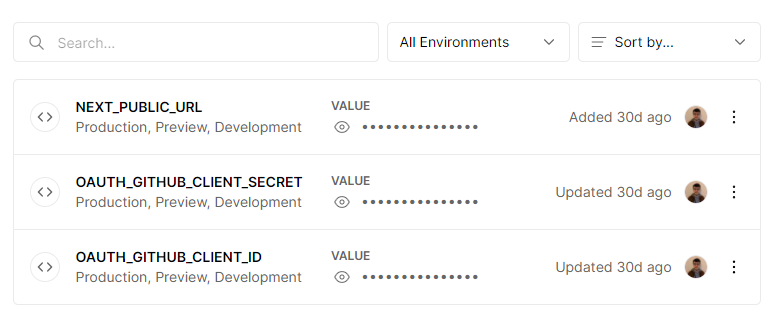 Search...
All Environments
Sort by...
NEXT_PUBLIC_URL
Production, Preview, Development
VALUE
•••••••••••••••
Added 30d ago
OAUTH_GITHUB_CLIENT_SECRET
Production, Preview, Development
VALUE
•••••••••••••••
Updated 30d ago
OAUTH_GITHUB_CLIENT_ID
Production, Preview, Development
VALUE
•••••••••••••••
Updated 30d ago